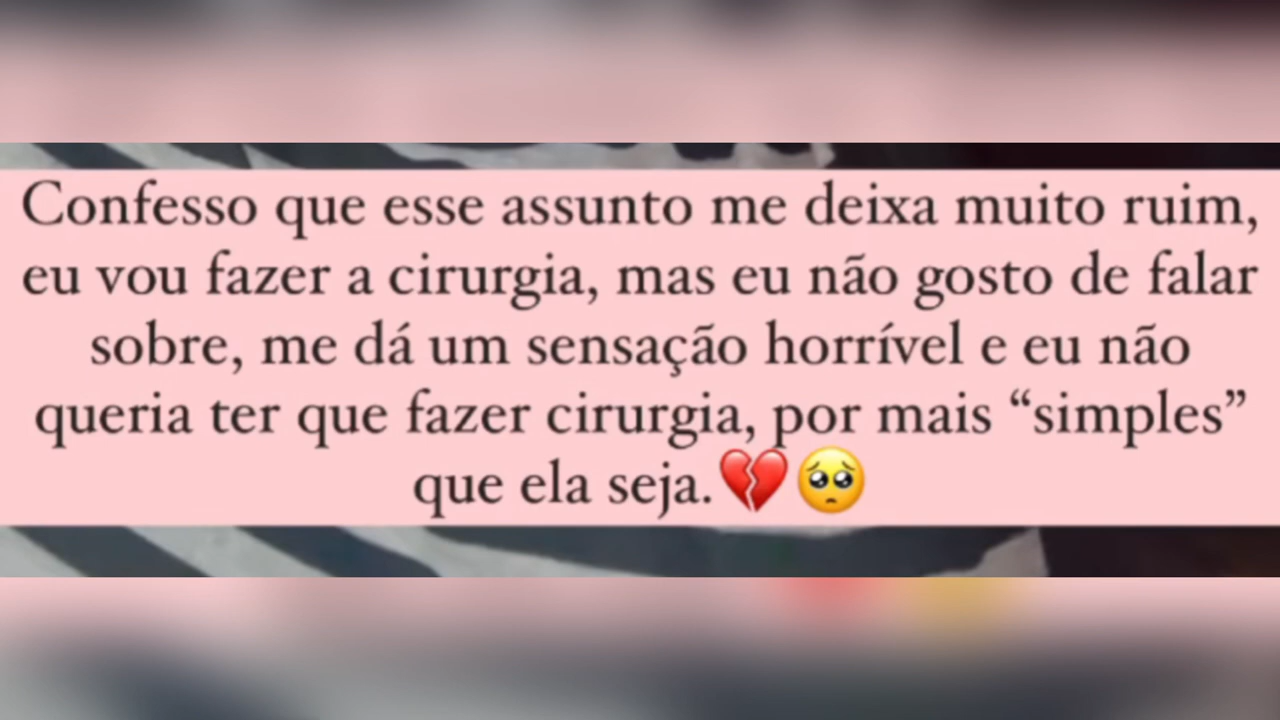 Confesso que esse assunto me deixa muito ruim,
eu vou fazer a cirurgia, mas eu não gosto de falar
sobre, me dá um sensação horrível e eu não
queria ter que fazer cirurgia, por mais “simples”
que ela seja.💔🥺